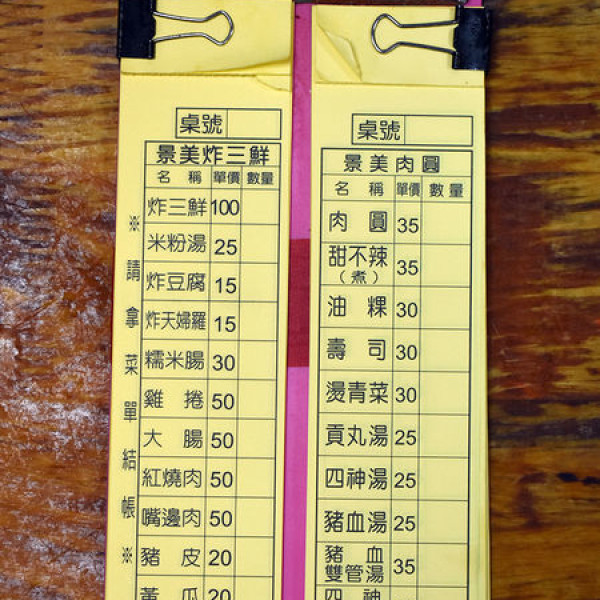 桌號
景美炸三鮮
名 稱 單價 數量
炸三鮮 100
米粉湯 25
炸豆腐 15
炸天婦羅 15
糯米腸 30
雞 捲 50
大 腸 50
紅燒肉 50
嘴邊肉 50
豬 皮 20
黃 瓜 20
※請拿菜單結帳※
桌號
景美肉圓
名 稱 單價 數量
肉 圓 35
甜不辣 35
(煮)
油 粿 30
壽 司 30
燙青菜 30
貢丸湯 25
四神湯 25
豬血湯 25
豬 血
雙管湯 35
四 神